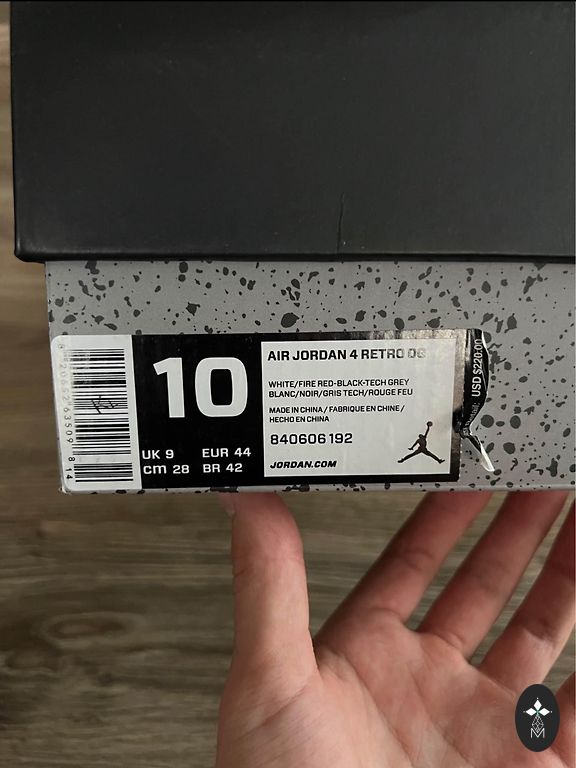 10
UK 9 EUR 44
CM 28 BR 42
AIR JORDAN 4 RETRO OG
WHITE/FIRE RED-BLACK-TECH GREY
BLANC/NOIR/GRIS TECH/ROUGE FEU
MADE IN CHINA / FABRIQUE EN CHINE /
HECHO EN CHINA
840606 192
JORDAN.COM
USD $220.00
M